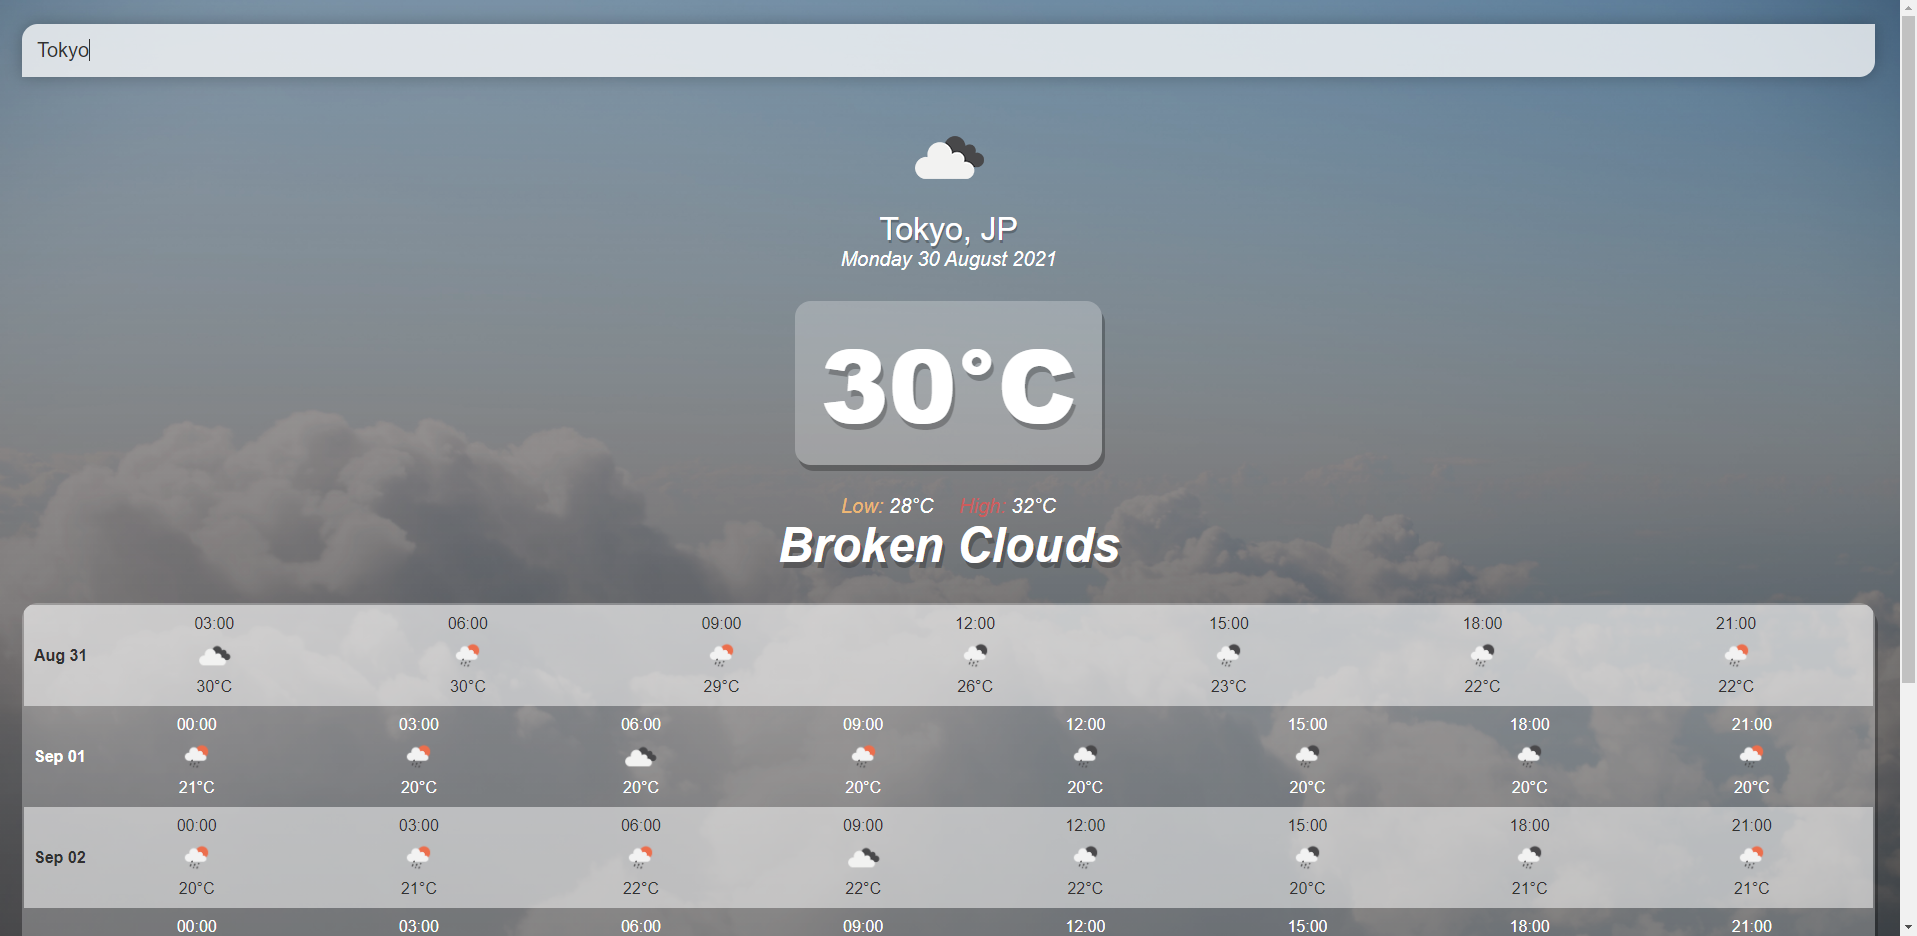 Tokyo
Tokyo, JP
Monday 30 August 2021
30°C
Low: 28°C High: 32°C
Broken Clouds
03:00 06:00 09:00 12:00 15:00 18:00 21:00
Aug 31
30°C 30°C 29°C 26°C 23°C 22°C 22°C
00:00 03:00 06:00 09:00 12:00 15:00 18:00 21:00
Sep 01
21°C 20°C 20°C 20°C 20°C 20°C 20°C 20°C
00:00 03:00 06:00 09:00 12:00 15:00 18:00 21:00
Sep 02
20°C 21°C 22°C 22°C 22°C 20°C 21°C 21°C
00:00 03:00 06:00 09:00 12:00 15:00 18:00 21:00